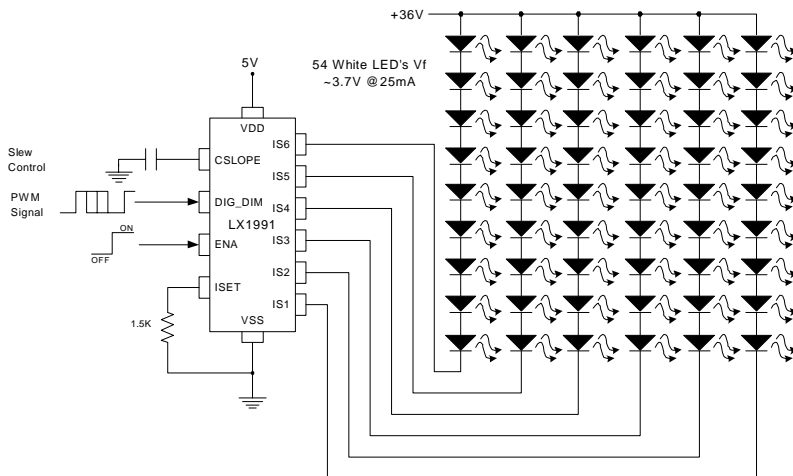 +36V
5V
54 White LED's Vf
~3.7V @25mA
VDD
IS6
Slew
Control
CSLOPE
IS5
PWM
Signal
DIG_DIM
IS4
LX1991
ON
OFF
ENA
IS3
IS2
ISET
IS1
1.5K
VSS